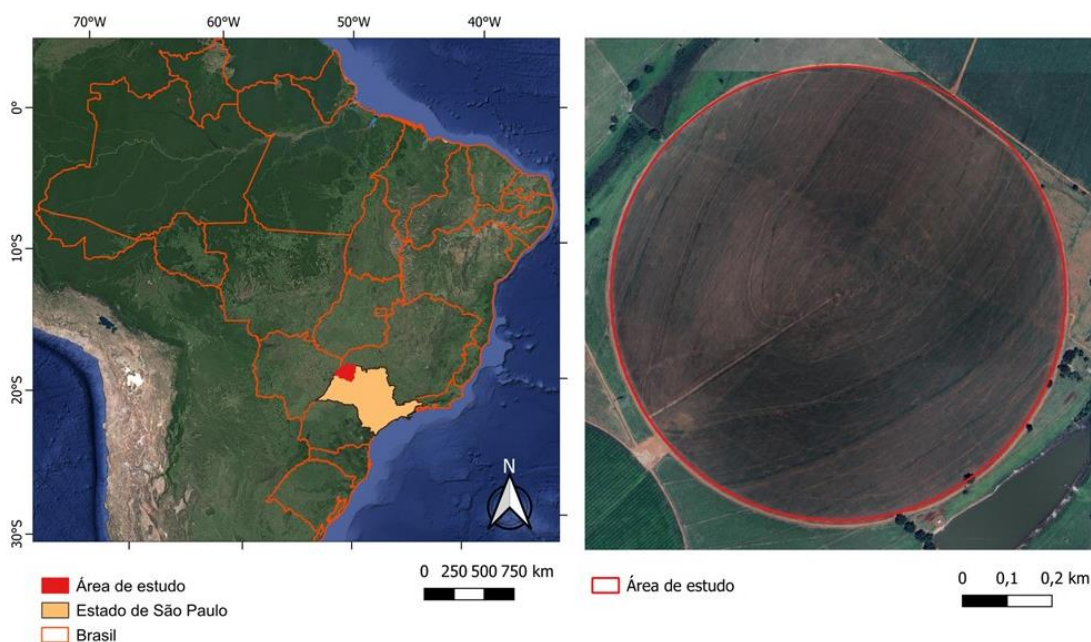 70°W 60°W 50°W 40°W
0°
10°S
20°S
30°S
N
Área de estudo
Estado de São Paulo
Brasil
0 250 500 750 km
Área de estudo
0 0,1 0,2 km